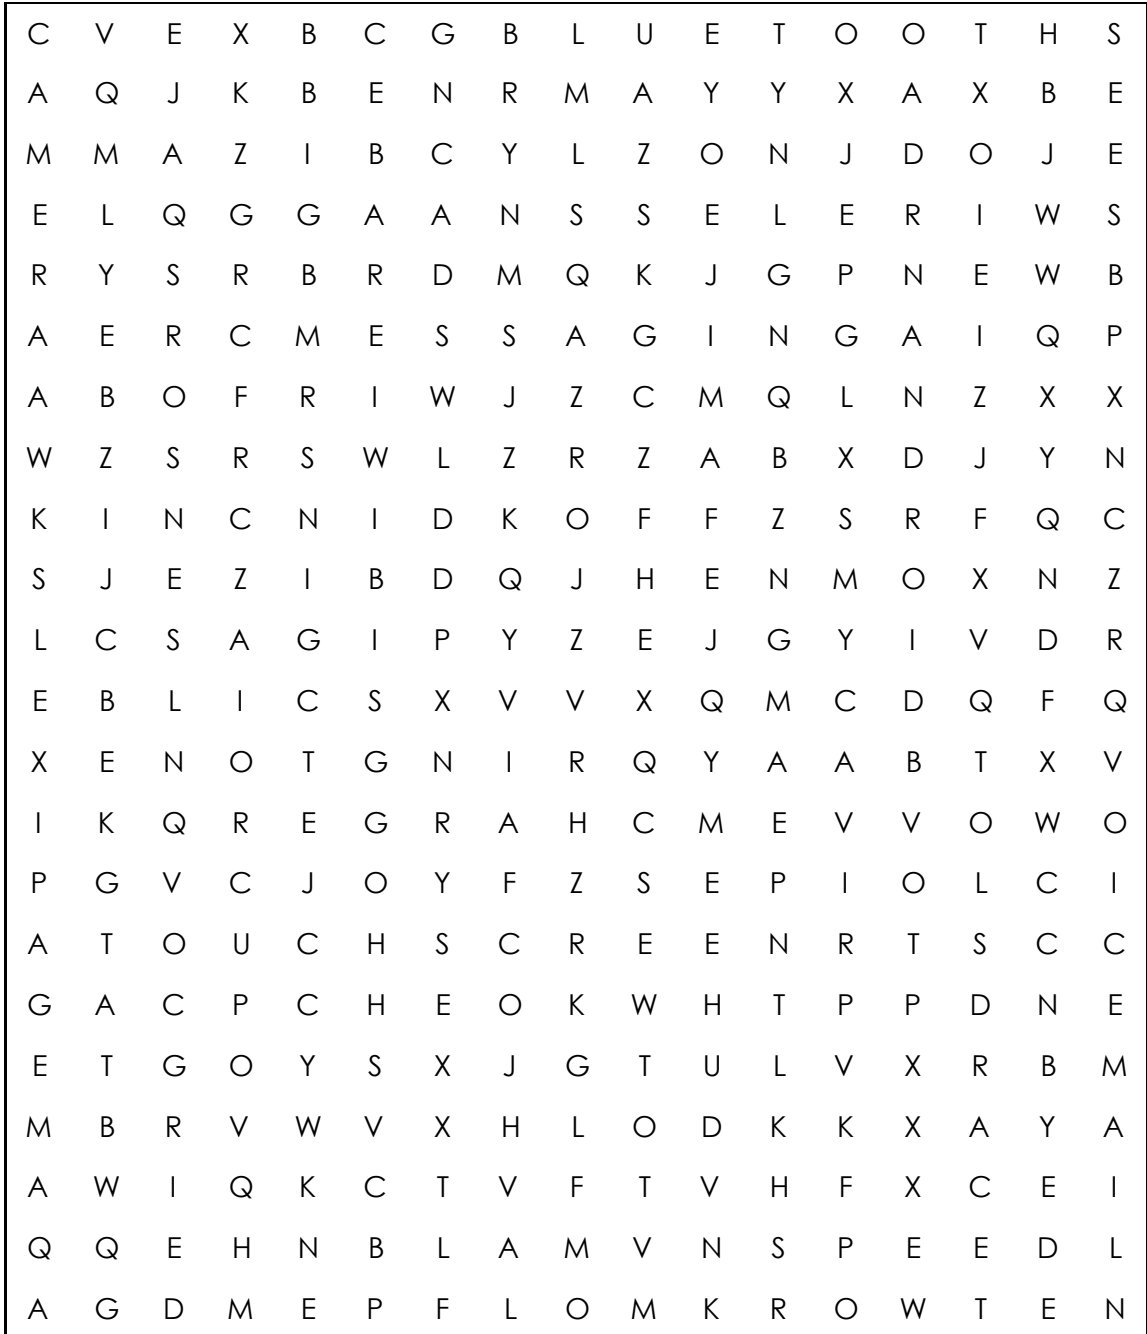 C V E X B C G B L U E T O O T H S
A Q J K B E N R M A Y Y X A X B E
M M A Z I B C Y L Z O N J D O J E
E L Q G G A A N S S E L E R I W S
R Y S R B R D M Q K J G P N E W B
A E R C M E S S A G I N G A I Q P
A B O F R I W J Z C M Q L N Z X X
W Z S R S W L Z R Z A B X D J Y N
K I N C N I D K O F F Z S R F Q C
S J E Z I B D Q J H E N M O X N Z
L C S A G I P Y Z E J G Y I V D R
E B L I C S X V V X Q M C D Q F Q
X E N O T G N I R Q Y A A B T X V
I K Q R E G R A H C M E V V O W O
P G V C J O Y F Z S E P I O L C I
A T O U C H S C R E E N R T S C C
G A C P C H E O K W H T P P D N E
E T G O Y S X J G T U L V X R B M
M B R V W V X H L O D K K X A Y A
A W I Q K C T V F T V H F X C E I
Q Q E H N B L A M V N S P E E D L
A G D M E P F L O M K R O W T E N